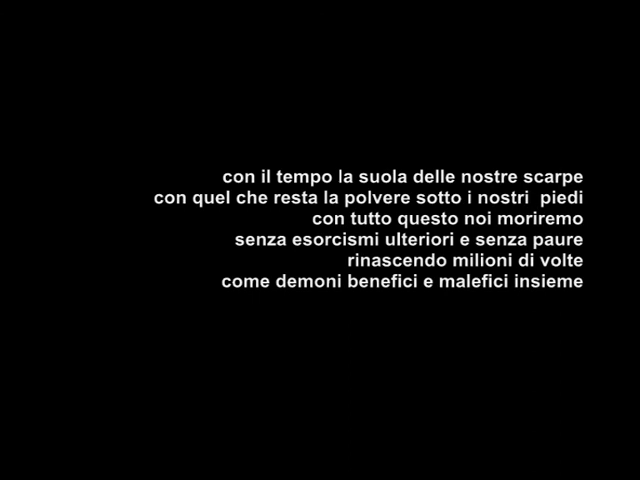 con il tempo la suola delle nostre scarpe
con quel che resta la polvere sotto i nostri  piedi
con tutto questo noi moriremo
senza esorcismi ulteriori e senza paure
rinascendo milioni di volte
come demoni benefici e malefici insieme